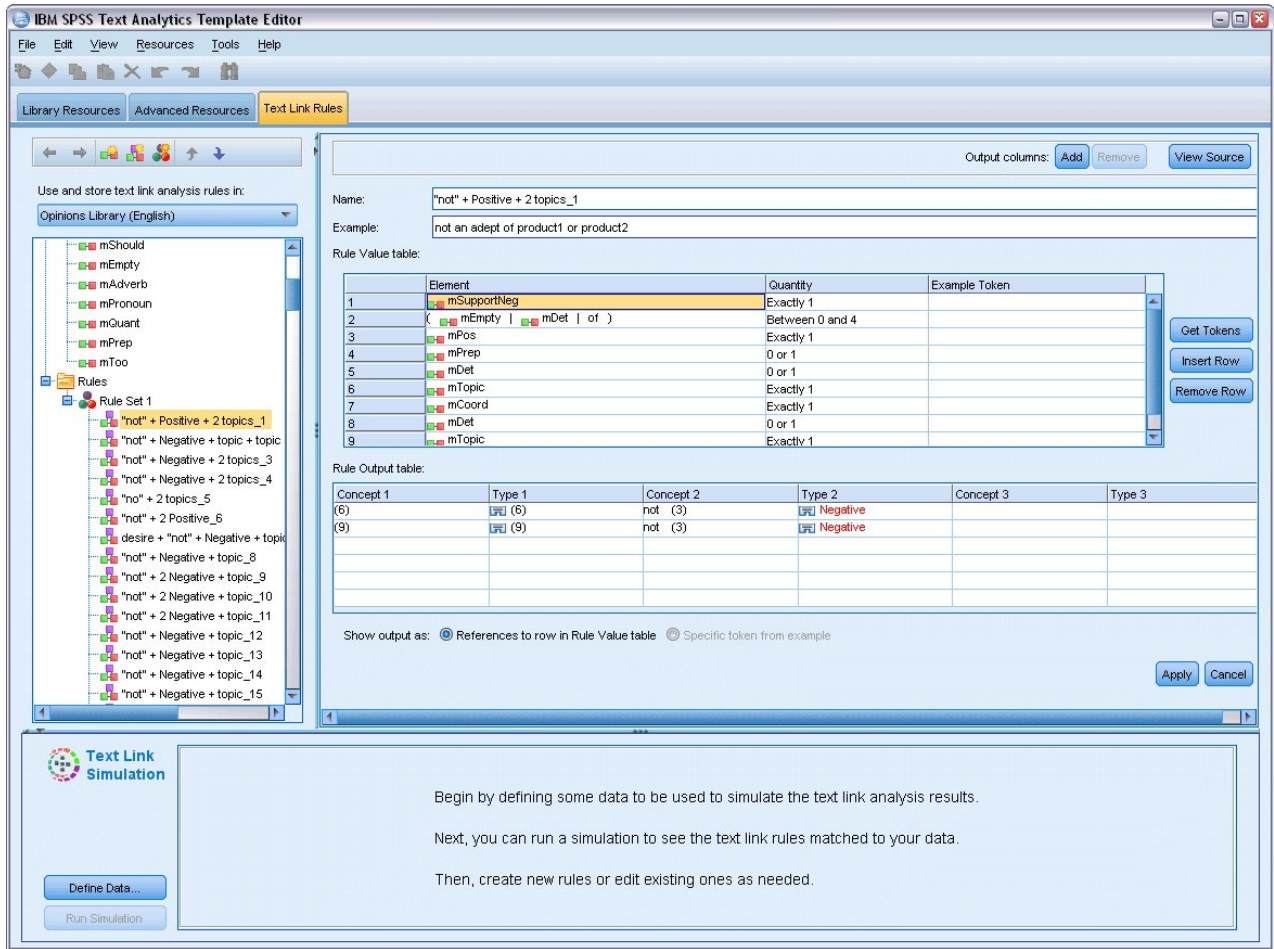 IBM SPSS Text Analytics Template Editor
File Edit View Resources Tools Help
Library Resources Advanced Resources Text Link Rules
Use and store text link analysis rules in:
Opinions Library (English)
mShould
mEmpty
mAdverb
mPronoun
mQuant
mPrep
mToo
Rules
Rule Set 1
"not" + Positive + 2 topics_1
"not" + Negative + topic + topic
"not" + Negative + 2 topics_3
"not" + Negative + 2 topics_4
"no" + 2 topics_5
"not" + 2 Positive_6
desire + "not" + Negative + topic
"not" + Negative + topic_8
"not" + 2 Negative + topic_9
"not" + 2 Negative + topic_10
"not" + 2 Negative + topic_11
"not" + Negative + topic_12
"not" + Negative + topic_13
"not" + Negative + topic_14
"not" + Negative + topic_15
Output columns: Add Remove View Source
Name: "not" + Positive + 2 topics_1
Example: not an adept of product1 or product2
Rule Value table:
Element Quantity Example Token
1 mSupportNeg Exactly 1
2 ( mEmpty | mDet | of ) Between 0 and 4
3 mPos Exactly 1
4 mPrep 0 or 1
5 mDet 0 or 1
6 mTopic Exactly 1
7 mCoord Exactly 1
8 mDet 0 or 1
9 mTopic Exactly 1
Get Tokens
Insert Row
Remove Row
Rule Output table:
Concept 1 Type 1 Concept 2 Type 2 Concept 3 Type 3
(6) (6) not (3) Negative
(9) (9) not (3) Negative
Show output as: References to row in Rule Value table Specific token from example
Apply Cancel
Text Link
Simulation
Begin by defining some data to be used to simulate the text link analysis results.
Next, you can run a simulation to see the text link rules matched to your data.
Then, create new rules or edit existing ones as needed.
Define Data...
Run Simulation